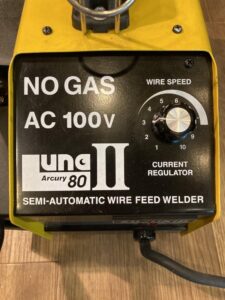 NO GAS
WIRE SPEED
AC 100V
1 2 3 4 5 6 7 8 9 10
Luna II
Arcury 80
CURRENT
REGULATOR
SEMI-AUTOMATIC WIRE FEED WELDER